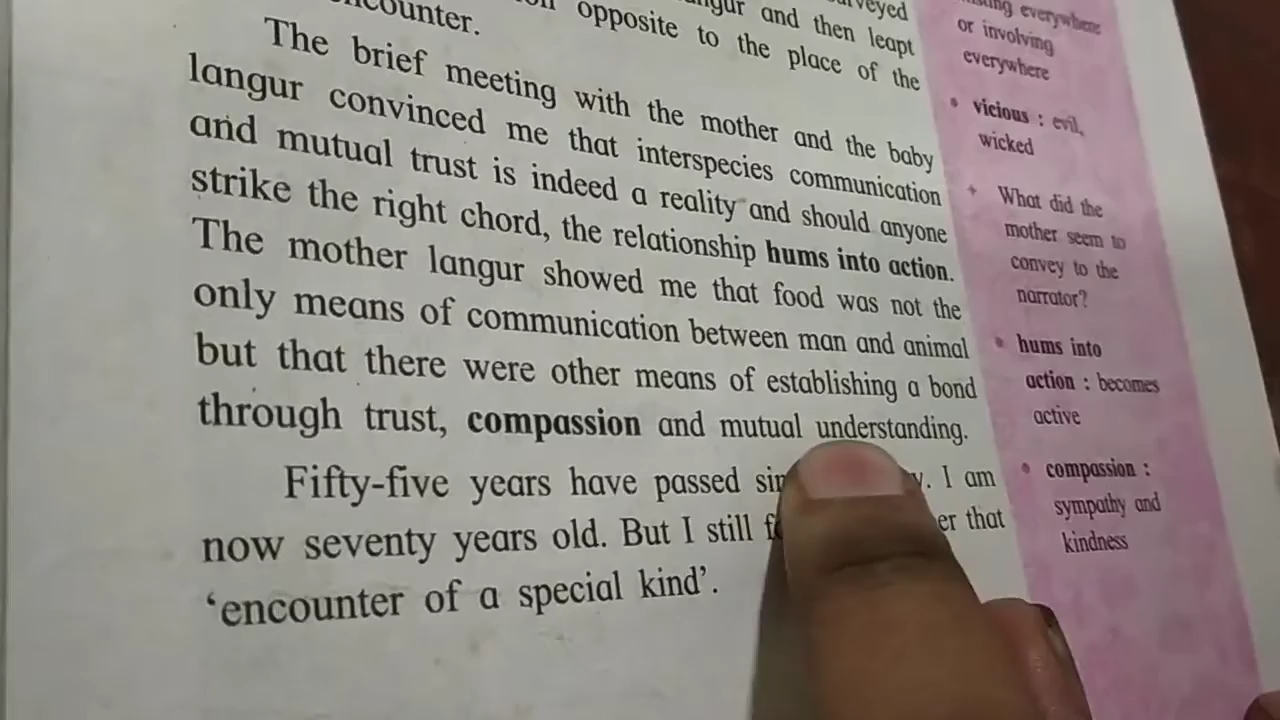 ngur and then leapt
opposite to the place of the
encounter.
The brief meeting with the mother and the baby
langur convinced me that interspecies communication
and mutual trust is indeed a reality and should anyone
strike the right chord, the relationship hums into action.
The mother langur showed me that food was not the
only means of communication between man and animal
but that there were other means of establishing a bond
through trust, compassion and mutual understanding.
Fifty-five years have passed I am
now seventy years old. But I still that
‘encounter of a special kind’.
everywhere
or involving
everywhere
• vicious : evil,
wicked
+ What did the
mother seem to
convey to the
narrator?
• hums into
action : becomes
active
• compassion :
sympathy and
kindness